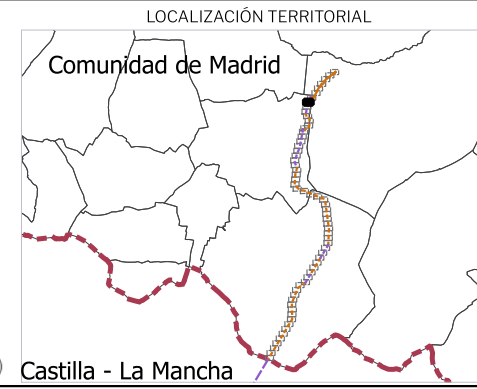 LOCALIZACIÓN TERRITORIAL
Comunidad de Madrid
Castilla - La Mancha